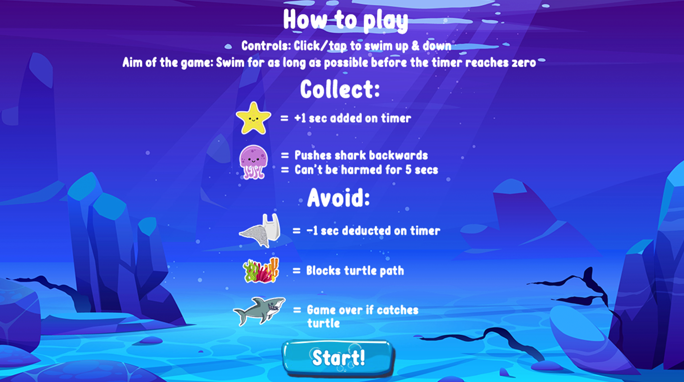 How to play
Controls: Click/tap to swim up & down
Aim of the game: Swim for as long as possible before the timer reaches zero
Collect:
= +1 sec added on timer
= Pushes shark backwards
= Can't be harmed for 5 secs
Avoid:
= -1 sec deducted on timer
= Blocks turtle path
= Game over if catches
turtle
Start!